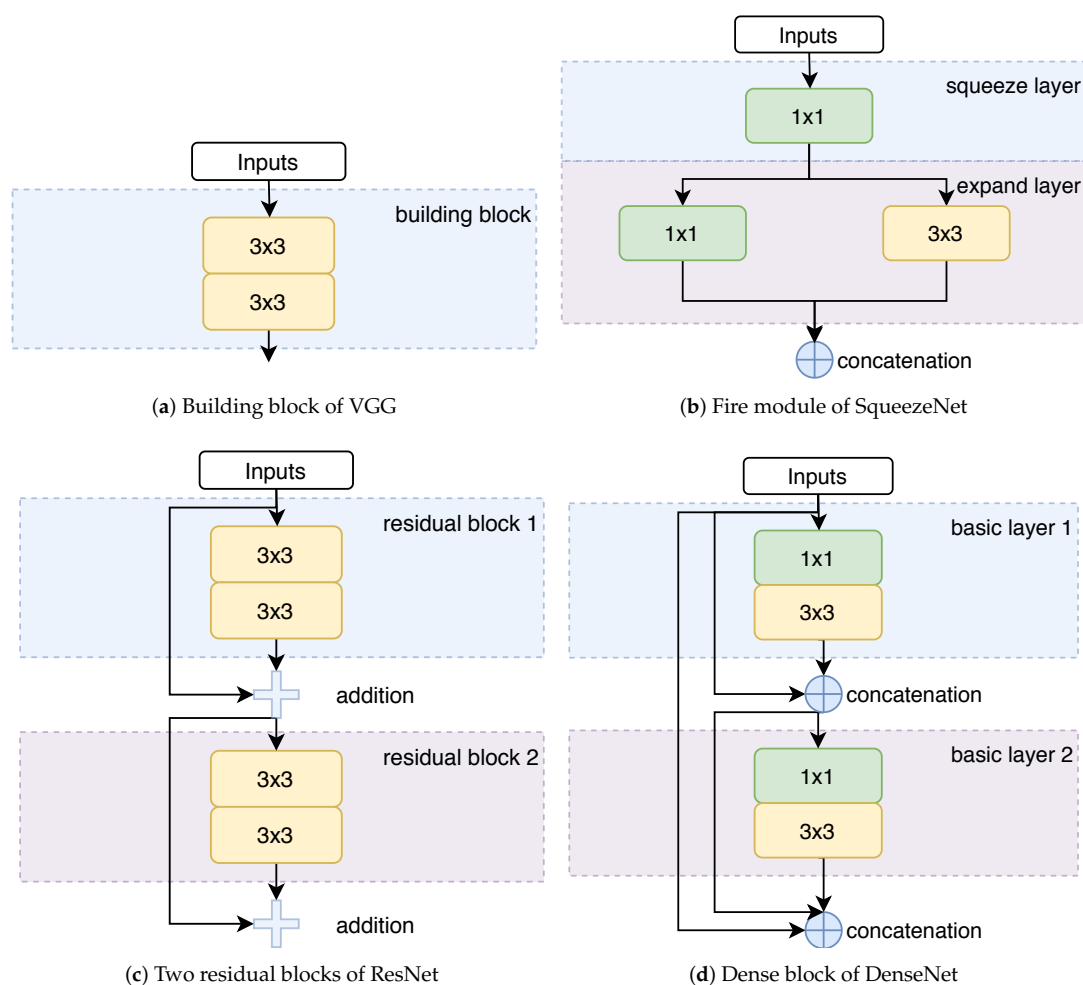 Inputs
building block
3x3
3x3
(a) Building block of VGG
Inputs
squeeze layer
1x1
expand layer
1x1
3x3
concatenation
(b) Fire module of SqueezeNet
Inputs
residual block 1
3x3
3x3
addition
residual block 2
3x3
3x3
addition
(c) Two residual blocks of ResNet
Inputs
basic layer 1
1x1
3x3
concatenation
basic layer 2
1x1
3x3
concatenation
(d) Dense block of DenseNet